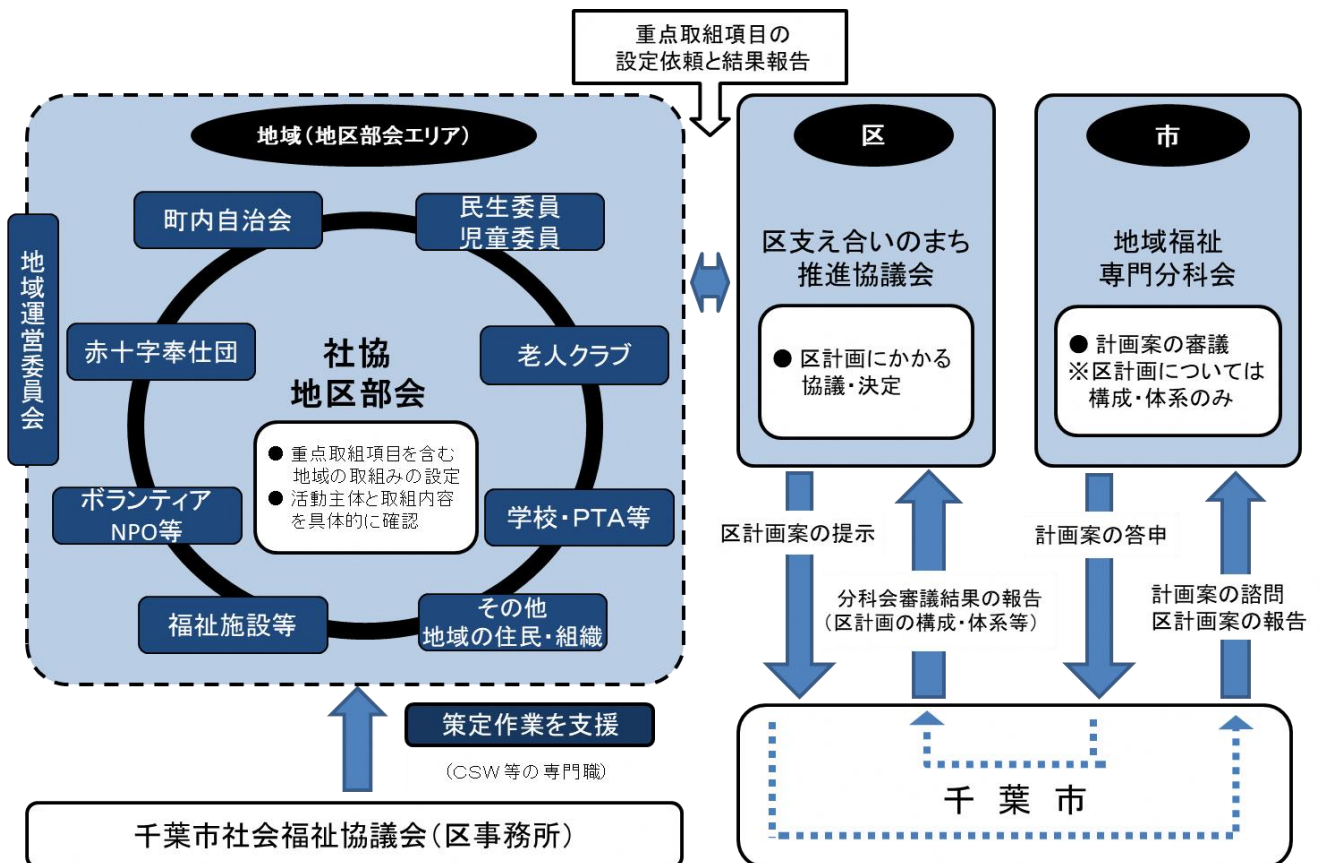 重点取組項目の
設定依頼と結果報告
地域(地区部会エリア)
地域運営委員会
町内自治会
民生委員
児童委員
赤十字奉仕団
老人クラブ
社協
地区部会
● 重点取組項目を含む
地域の取組みの設定
● 活動主体と取組内容
を具体的に確認
ボランティア
NPO等
学校・PTA等
福祉施設等
その他
地域の住民・組織
策定作業を支援
(CSW等の専門職)
千葉市社会福祉協議会(区事務所)
区
区支え合いのまち
推進協議会
● 区計画にかかる
協議・決定
市
地域福祉
専門分科会
● 計画案の審議
※区計画については
構成・体系のみ
区計画案の提示
分科会審議結果の報告
(区計画の構成・体系等)
計画案の答申
計画案の諮問
区計画案の報告
千葉市